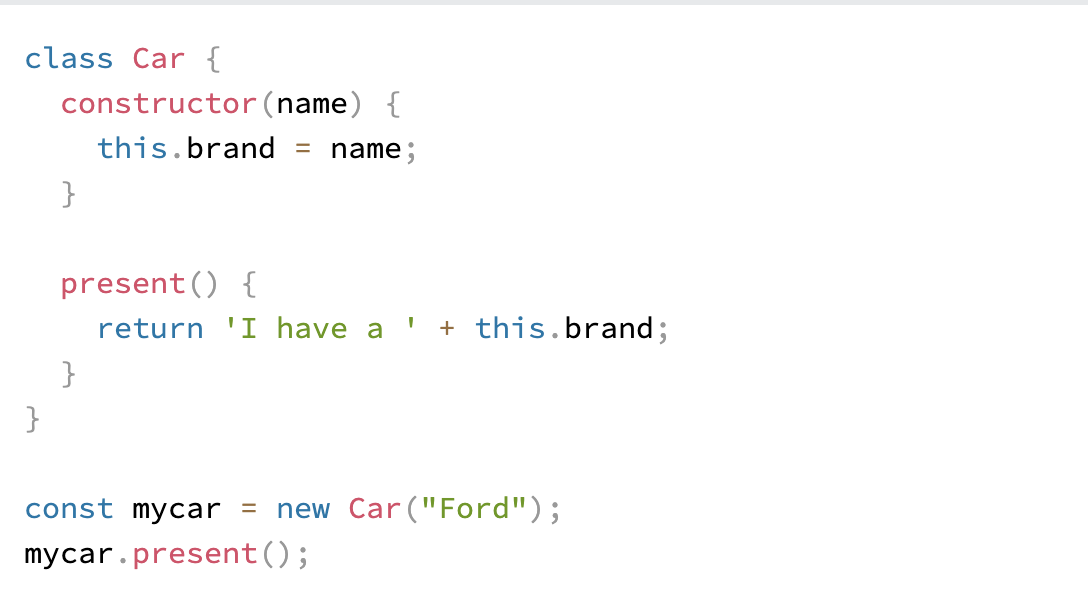 class Car {
  constructor(name) {
    this.brand = name;
  }

  present() {
    return 'I have a ' + this.brand;
  }
}

const mycar = new Car("Ford");
mycar.present();